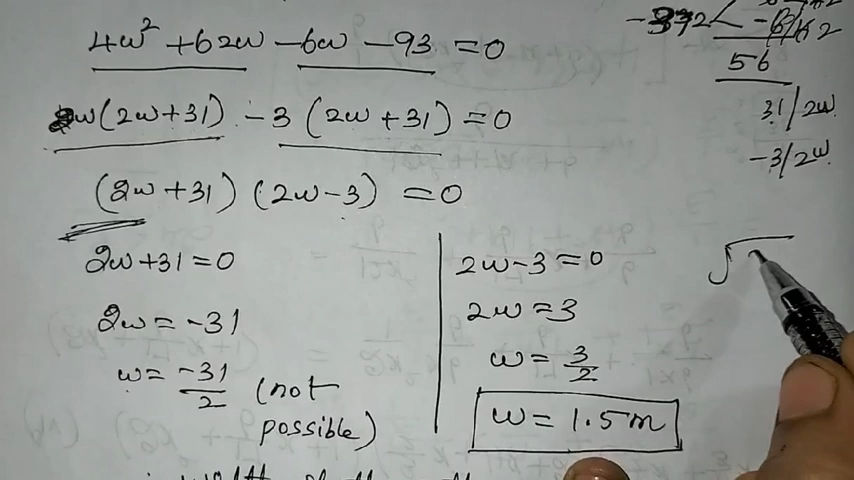 4w² + 62w - 6w - 93 = 0
2w(2w + 31) - 3(2w + 31) = 0
(2w + 31)(2w - 3) = 0
2w + 31 = 0
2w = -31
w = -31/2 (not possible)
2w - 3 = 0
2w = 3
w = 3/2
w = 1.5m
56
31/2w
-3/2w